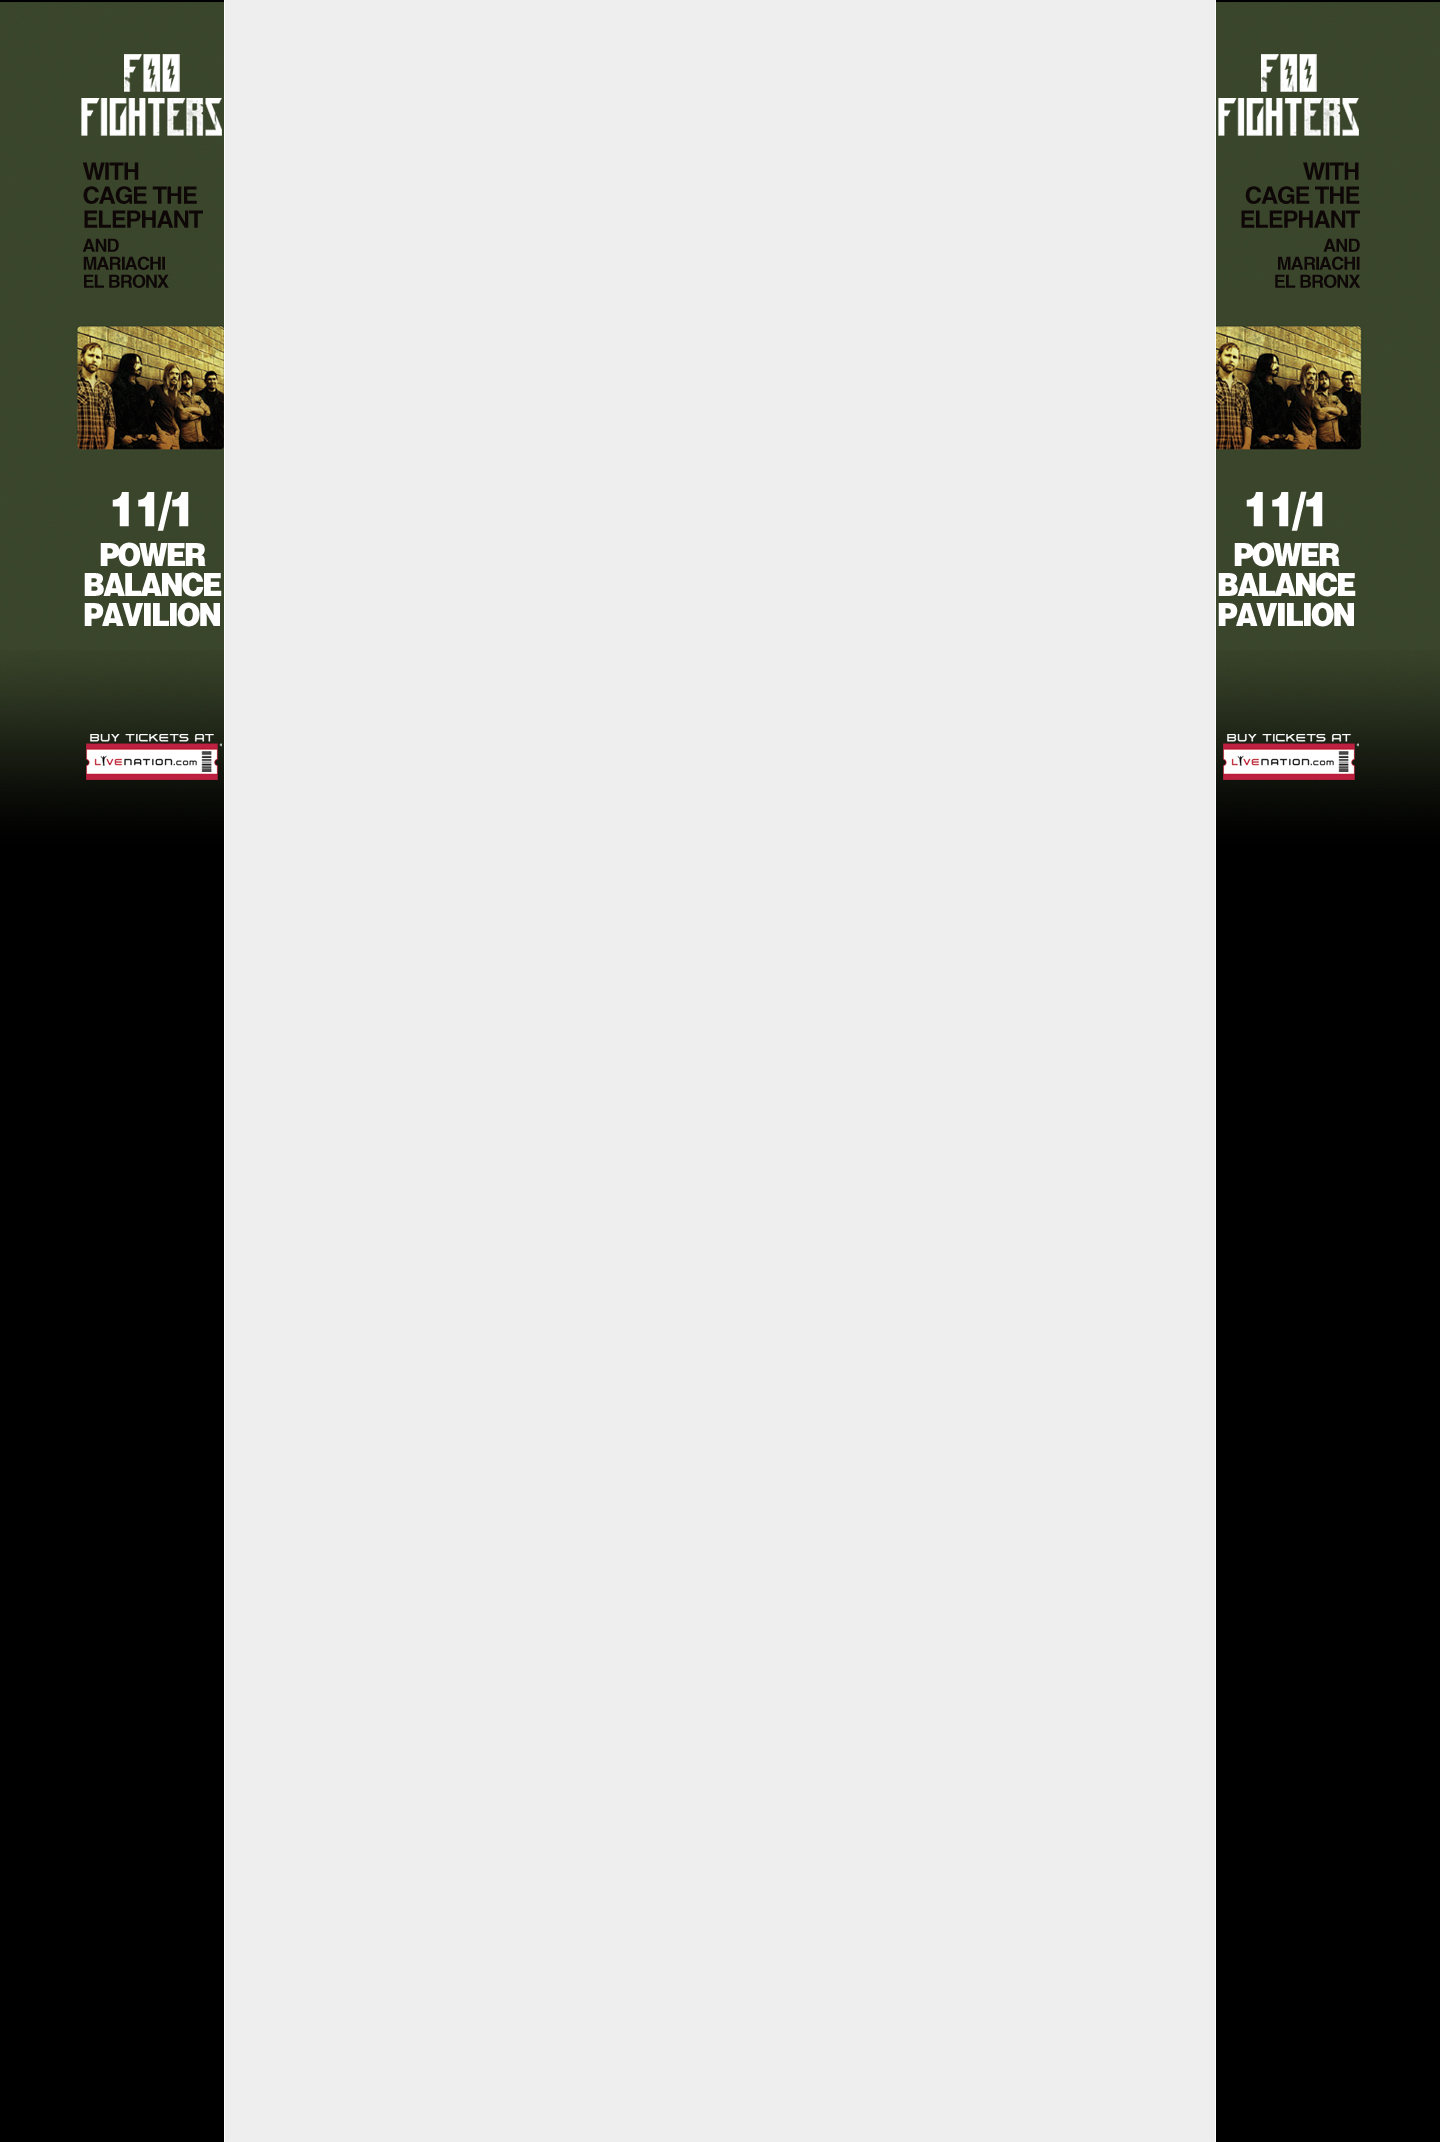 FOO
FIGHTERS
WITH
CAGE THE
ELEPHANT
AND
MARIACHI
EL BRONX
11/1
POWER
BALANCE
PAVILION
BUY TICKETS AT
LIVENATION.com
FOO
FIGHTERS
WITH
CAGE THE
ELEPHANT
AND
MARIACHI
EL BRONX
11/1
POWER
BALANCE
PAVILION
BUY TICKETS AT
LIVENATION.com